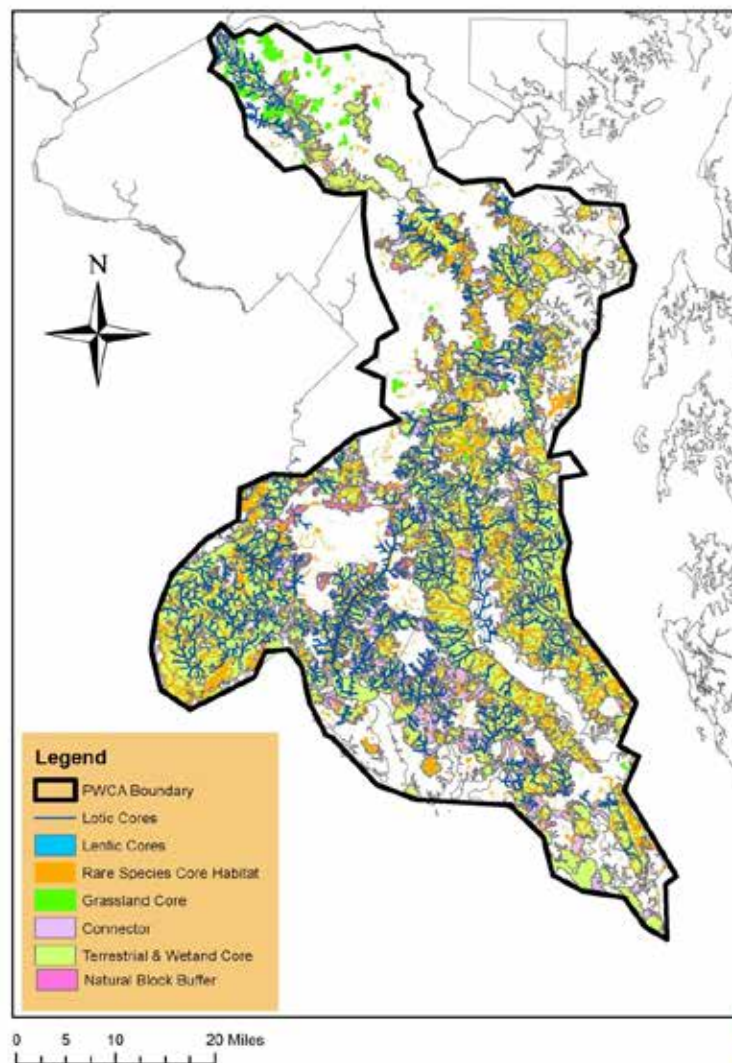 N
Legend
PWCA Boundary
Lotic Cores
Lentic Cores
Rare Species Core Habitat
Grassland Core
Connector
Terrestrial & Wetand Core
Natural Block Buffer
0 5 10 20 Miles